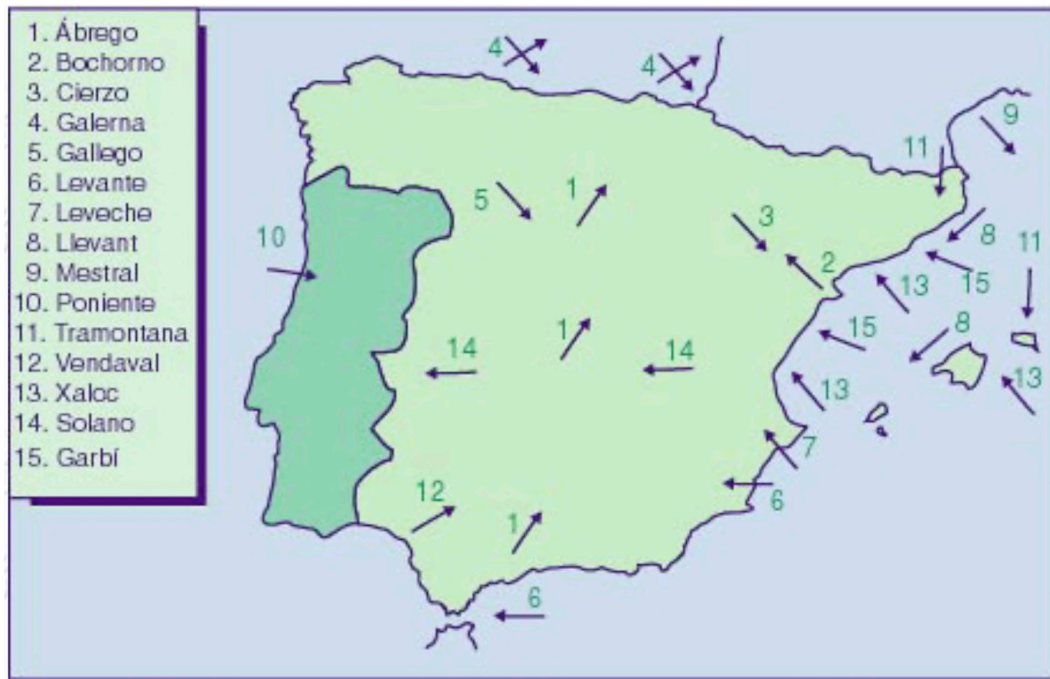 1. Ábrego
2. Bochorno
3. Cierzo
4. Galerna
5. Gallego
6. Levante
7. Leveche
8. Llevant
9. Mestral
10. Poniente
11. Tramontana
12. Vendaval
13. Xaloc
14. Solano
15. Garbí
4
4
9
11
5
1
3
10
8
11
2
13
15
1
14
14
15
8
13
13
7
12
1
6
6